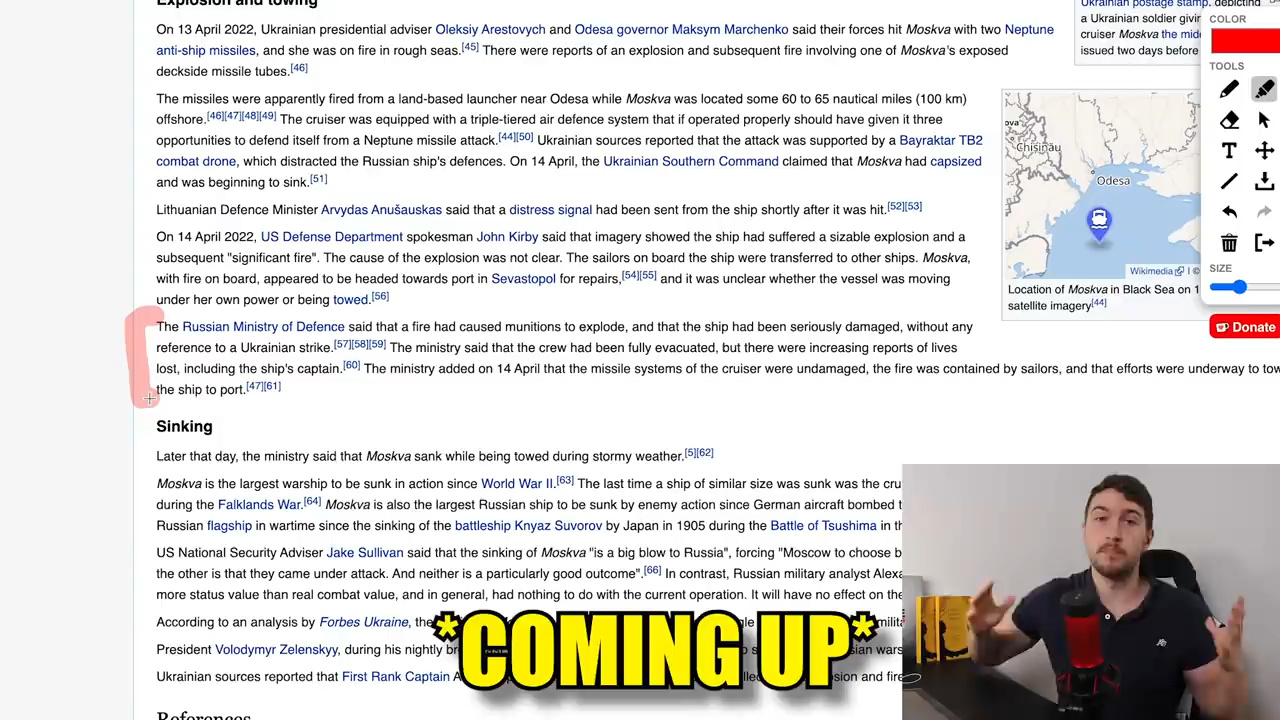 Explosion and towing
On 13 April 2022, Ukrainian presidential adviser Oleksiy Arestovych and Odesa governor Maksym Marchenko said their forces hit Moskva with two Neptune
anti-ship missiles, and she was on fire in rough seas.[45] There were reports of an explosion and subsequent fire involving one of Moskva's exposed
deckside missile tubes.[46]
The missiles were apparently fired from a land-based launcher near Odesa while Moskva was located some 60 to 65 nautical miles (100 km)
offshore.[46][47][48][49] The cruiser was equipped with a triple-tiered air defence system that if operated properly should have given it three
opportunities to defend itself from a Neptune missile attack.[44][50] Ukrainian sources reported that the attack was supported by a Bayraktar TB2
combat drone, which distracted the Russian ship's defences. On 14 April, the Ukrainian Southern Command claimed that Moskva had capsized
and was beginning to sink.[51]
Lithuanian Defence Minister Arvydas Anušauskas said that a distress signal had been sent from the ship shortly after it was hit.[52][53]
On 14 April 2022, US Defense Department spokesman John Kirby said that imagery showed the ship had suffered a sizable explosion and a
subsequent "significant fire". The cause of the explosion was not clear. The sailors on board the ship were transferred to other ships. Moskva,
with fire on board, appeared to be headed towards port in Sevastopol for repairs,[54][55] and it was unclear whether the vessel was moving
under her own power or being towed.[56]
The Russian Ministry of Defence said that a fire had caused munitions to explode, and that the ship had been seriously damaged, without any
reference to a Ukrainian strike.[57][58][59] The ministry said that the crew had been fully evacuated, but there were increasing reports of lives
lost, including the ship's captain.[60] The ministry added on 14 April that the missile systems of the cruiser were undamaged, the fire was contained by sailors, and that efforts were underway to tow
the ship to port.[47][61]
Sinking
Later that day, the ministry said that Moskva sank while being towed during stormy weather.[5][62]
Moskva is the largest warship to be sunk in action since World War II.[63] The last time a ship of similar size was sunk was the cru
during the Falklands War.[64] Moskva is also the largest Russian ship to be sunk by enemy action since German aircraft bombed t
Russian flagship in wartime since the sinking of the battleship Knyaz Suvorov by Japan in 1905 during the Battle of Tsushima in th
US National Security Adviser Jake Sullivan said that the sinking of Moskva "is a big blow to Russia", forcing "Moscow to choose b
the other is that they came under attack. And neither is a particularly good outcome".[66] In contrast, Russian military analyst Alexa
more status value than real combat value, and in general, had nothing to do with the current operation. It will have no effect on the
According to an analysis by Forbes Ukraine, the
President Volodymyr Zelenskyy, during his nightly
Ukrainian sources reported that First Rank Captain
References
*COMING UP*
Ukrainian postage stamp, depicting
a Ukrainian soldier givin
cruiser Moskva the mid
issued two days before
Chișinău
Odesa
Wikimedia | ©
Location of Moskva in Black Sea on 1
satellite imagery[44]
COLOR
TOOLS
T
SIZE
Donate